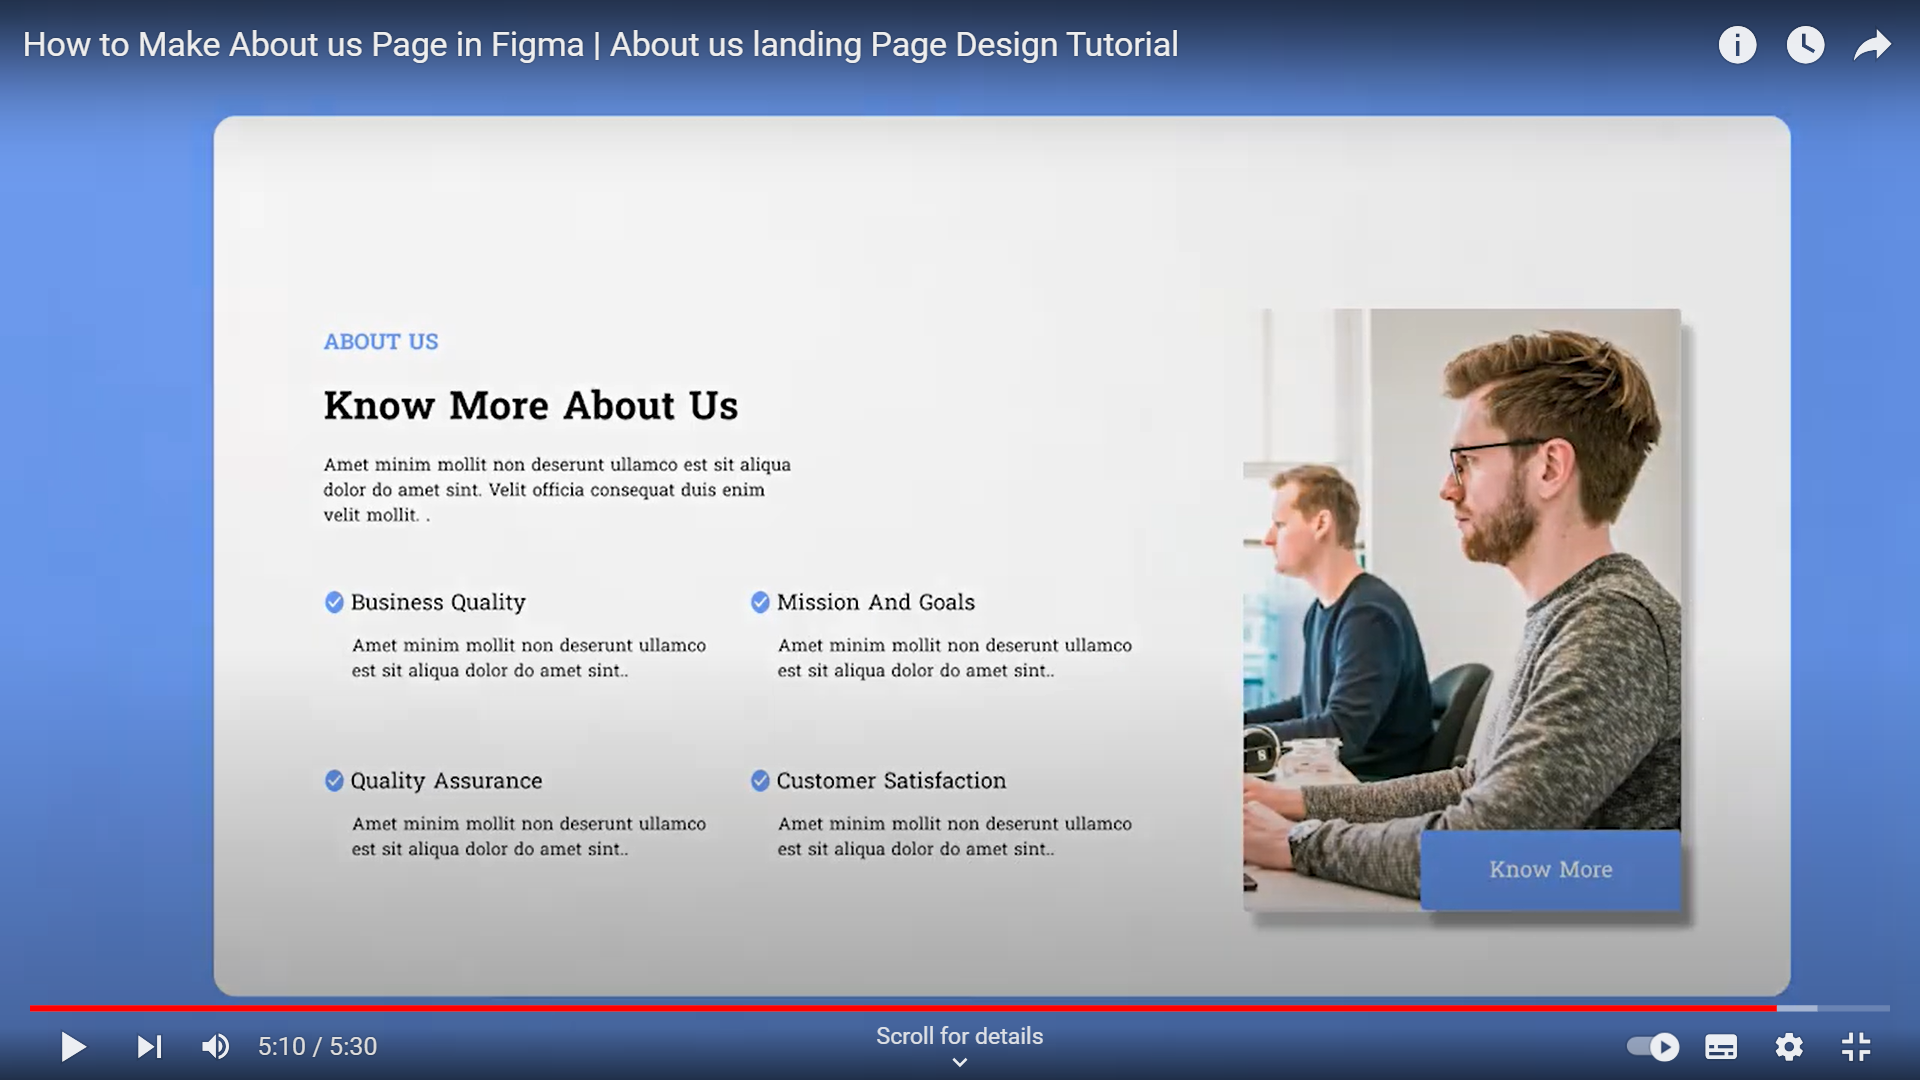 How to Make About us Page in Figma | About us landing Page Design Tutorial
ABOUT US
Know More About Us
Amet minim mollit non deserunt ullamco est sit aliqua
dolor do amet sint. Velit officia consequat duis enim
velit mollit. .
Business Quality
Amet minim mollit non deserunt ullamco
est sit aliqua dolor do amet sint..
Mission And Goals
Amet minim mollit non deserunt ullamco
est sit aliqua dolor do amet sint..
Quality Assurance
Amet minim mollit non deserunt ullamco
est sit aliqua dolor do amet sint..
Customer Satisfaction
Amet minim mollit non deserunt ullamco
est sit aliqua dolor do amet sint..
Know More
5:10 / 5:30
Scroll for details